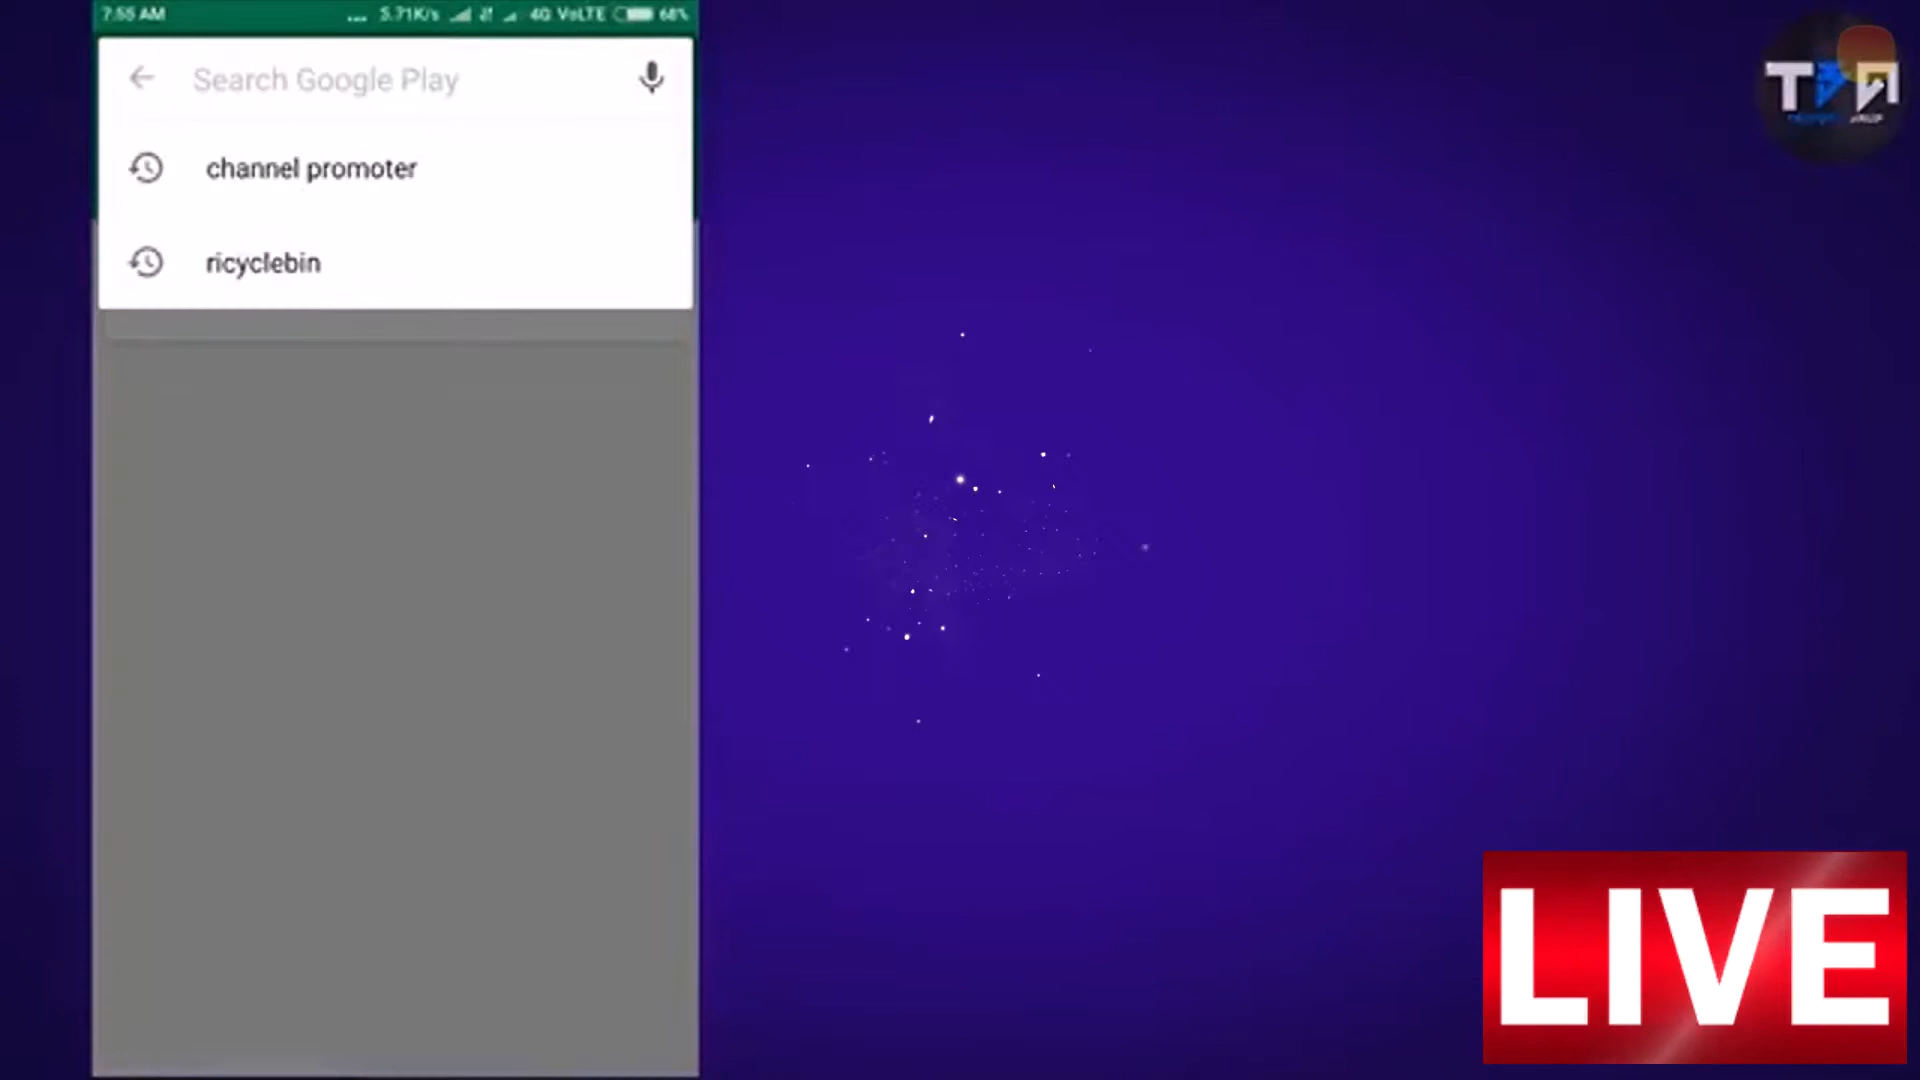 7:55 AM
.... 5.71K/s 4G VoLTE 68%
Search Google Play
channel promoter
ricyclebin
LIVE